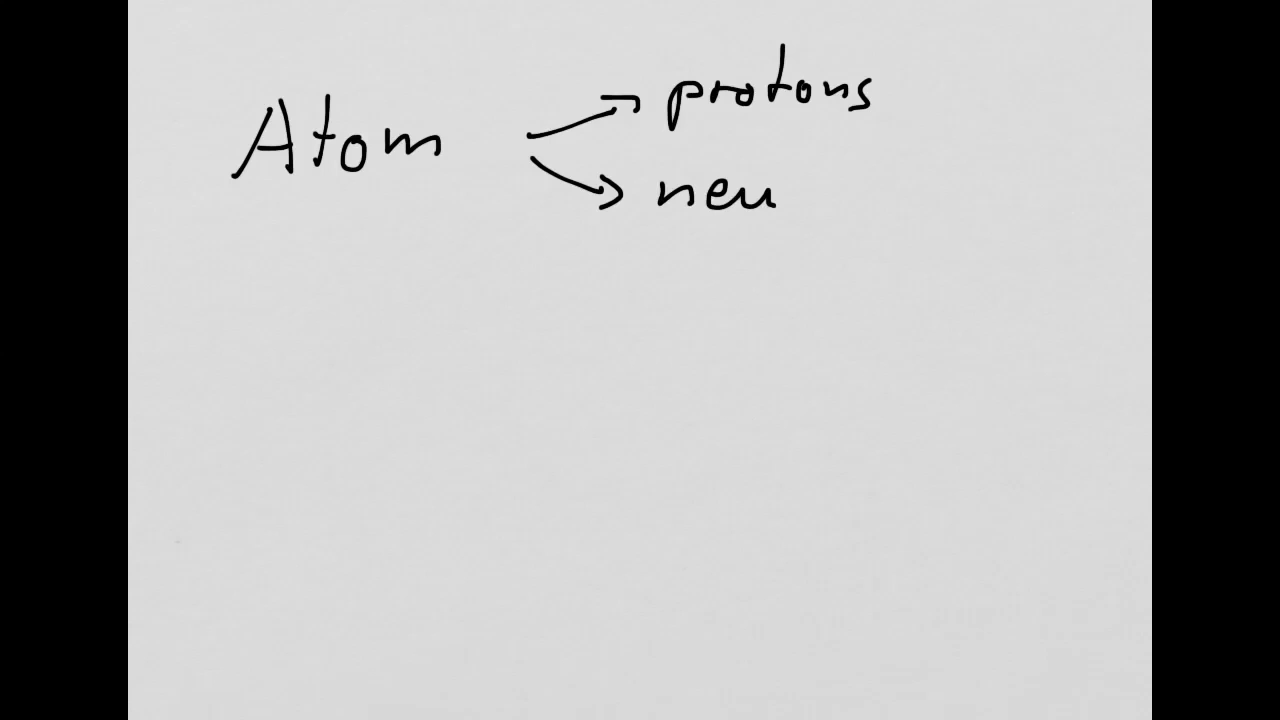 Atom → protons
→ neu